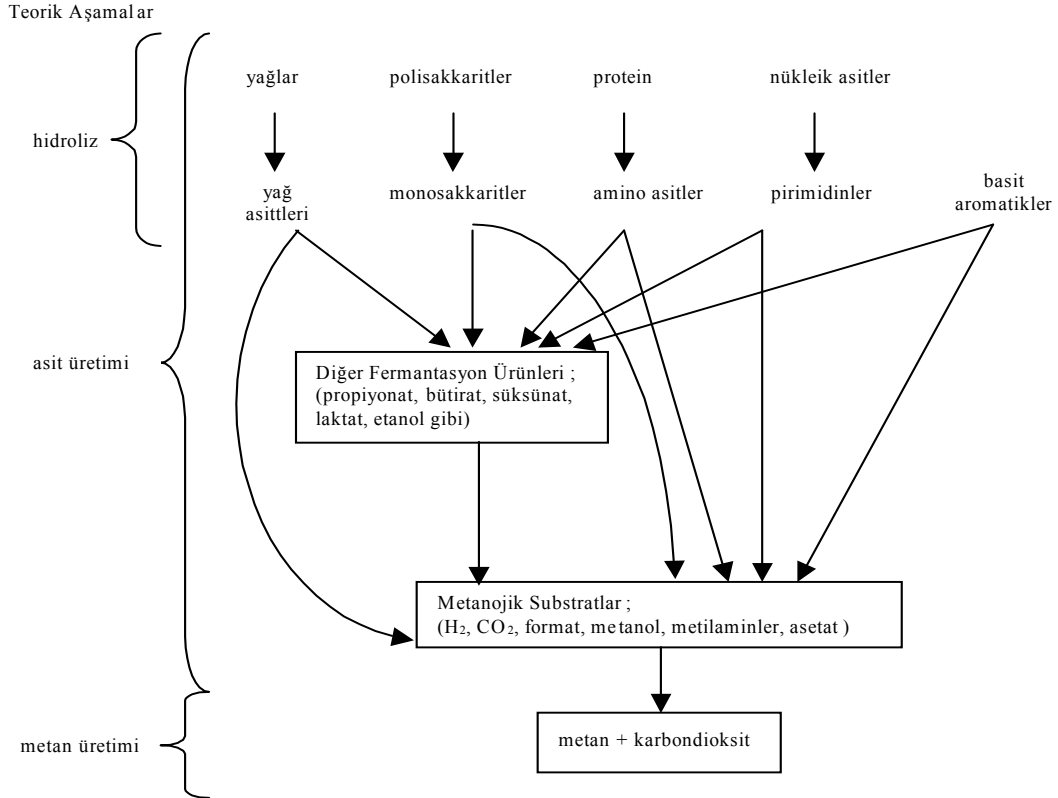 Teorik Aşamalar
yağlar
polisakkaritler
protein
nükleik asitler
hidroliz
yağ
asittleri
monosakkaritler
amino asitler
pirimidinler
basit
aromatikler
asit üretimi
Diğer Fermantasyon Ürünleri ;
(propiyonat, bütirat, süksünat,
laktat, etanol gibi)
Metanojik Substratlar ;
(H₂, CO₂, format, metanol, metilaminler, asetat )
metan üretimi
metan + karbondioksit